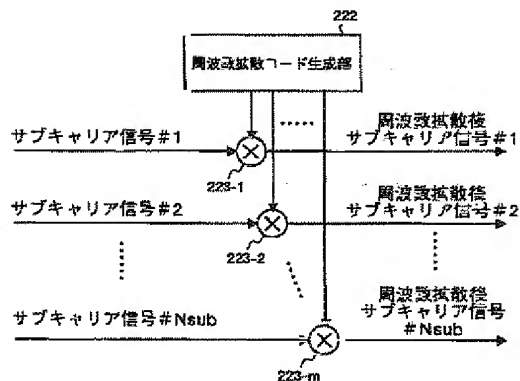 222
周波数拡散コード生成部
サブキャリア信号#1
周波数拡散後
サブキャリア信号#1
223-1
サブキャリア信号#2
周波数拡散後
サブキャリア信号#2
223-2
サブキャリア信号#Nsub
周波数拡散後
サブキャリア信号
#Nsub
223-m